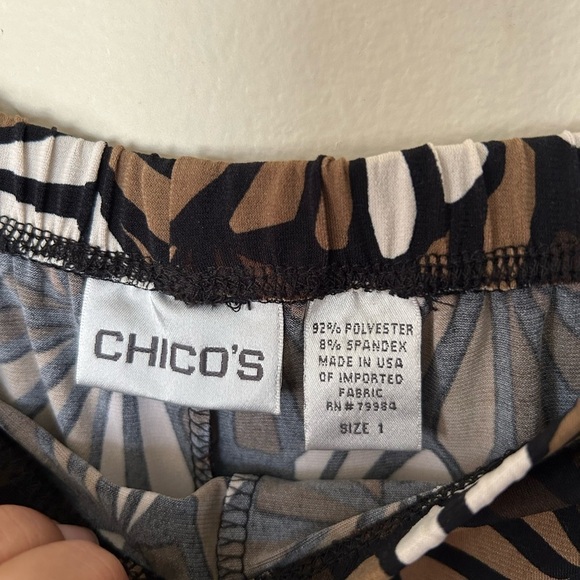 CHICO'S
92% POLYESTER
8% SPANDEX
MADE IN USA
OF IMPORTED
FABRIC
RN# 79984
SIZE 1